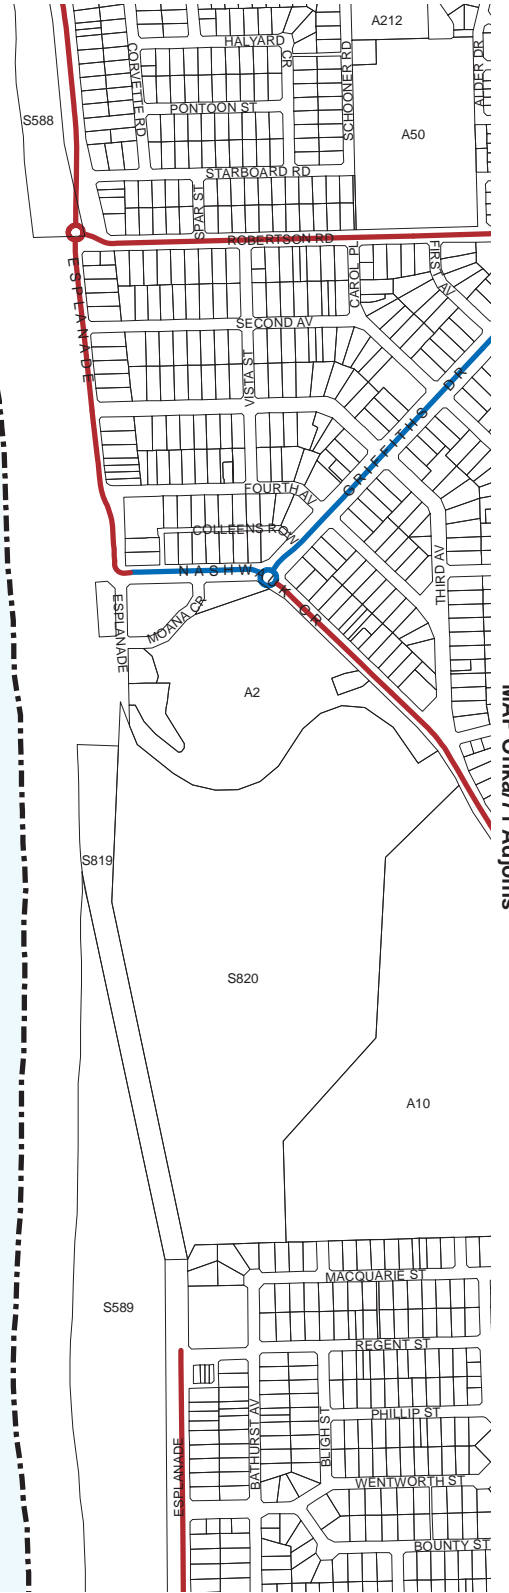 A212
HALYARD
CR
CORVETTE RD
SCHOONER RD
ALDER DR
PONTOON ST
S588
A50
STARBOARD RD
SPAR ST
ROBERTSON RD
ESPLANADE
CAROL PL
FIRST AV
SECOND AV
VISTA ST
GRIFFITHS DR
FOURTH AV
COLLEENS ROW
THIRD AV
NASHWAUK CR
ESPLANADE
MOANA CR
A2
S819
S820
A10
S589
MACQUARIE ST
REGENT ST
PHILLIP ST
BATHURST AV
BLIGH ST
ESPLANADE
WENTWORTH ST
BOUNTY ST